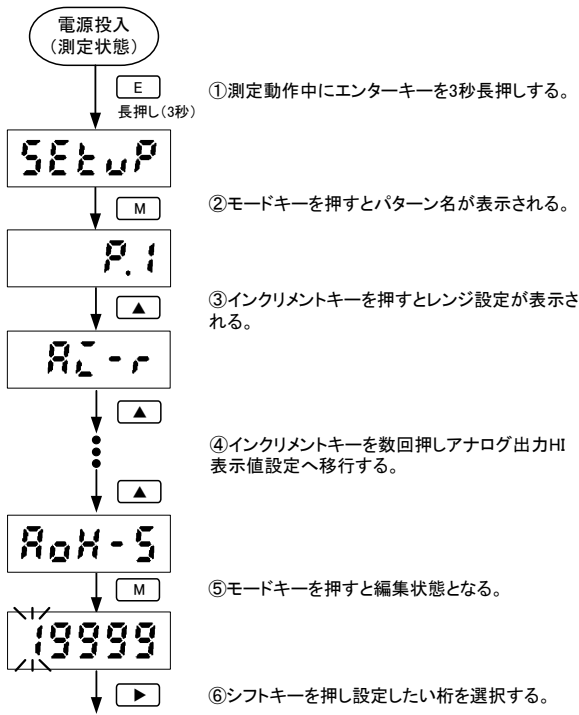 電源投入
(測定状態)
E
長押し(3秒)
①測定動作中にエンターキーを3秒長押しする。
SEtuP
M
②モードキーを押すとパターン名が表示される。
P.1
▲
③インクリメントキーを押すとレンジ設定が表示さ
れる。
Ai-r
▲
④インクリメントキーを数回押しアナログ出力HI
表示値設定へ移行する。
▲
AoH-S
M
⑤モードキーを押すと編集状態となる。
19999
▶
⑥シフトキーを押し設定したい桁を選択する。